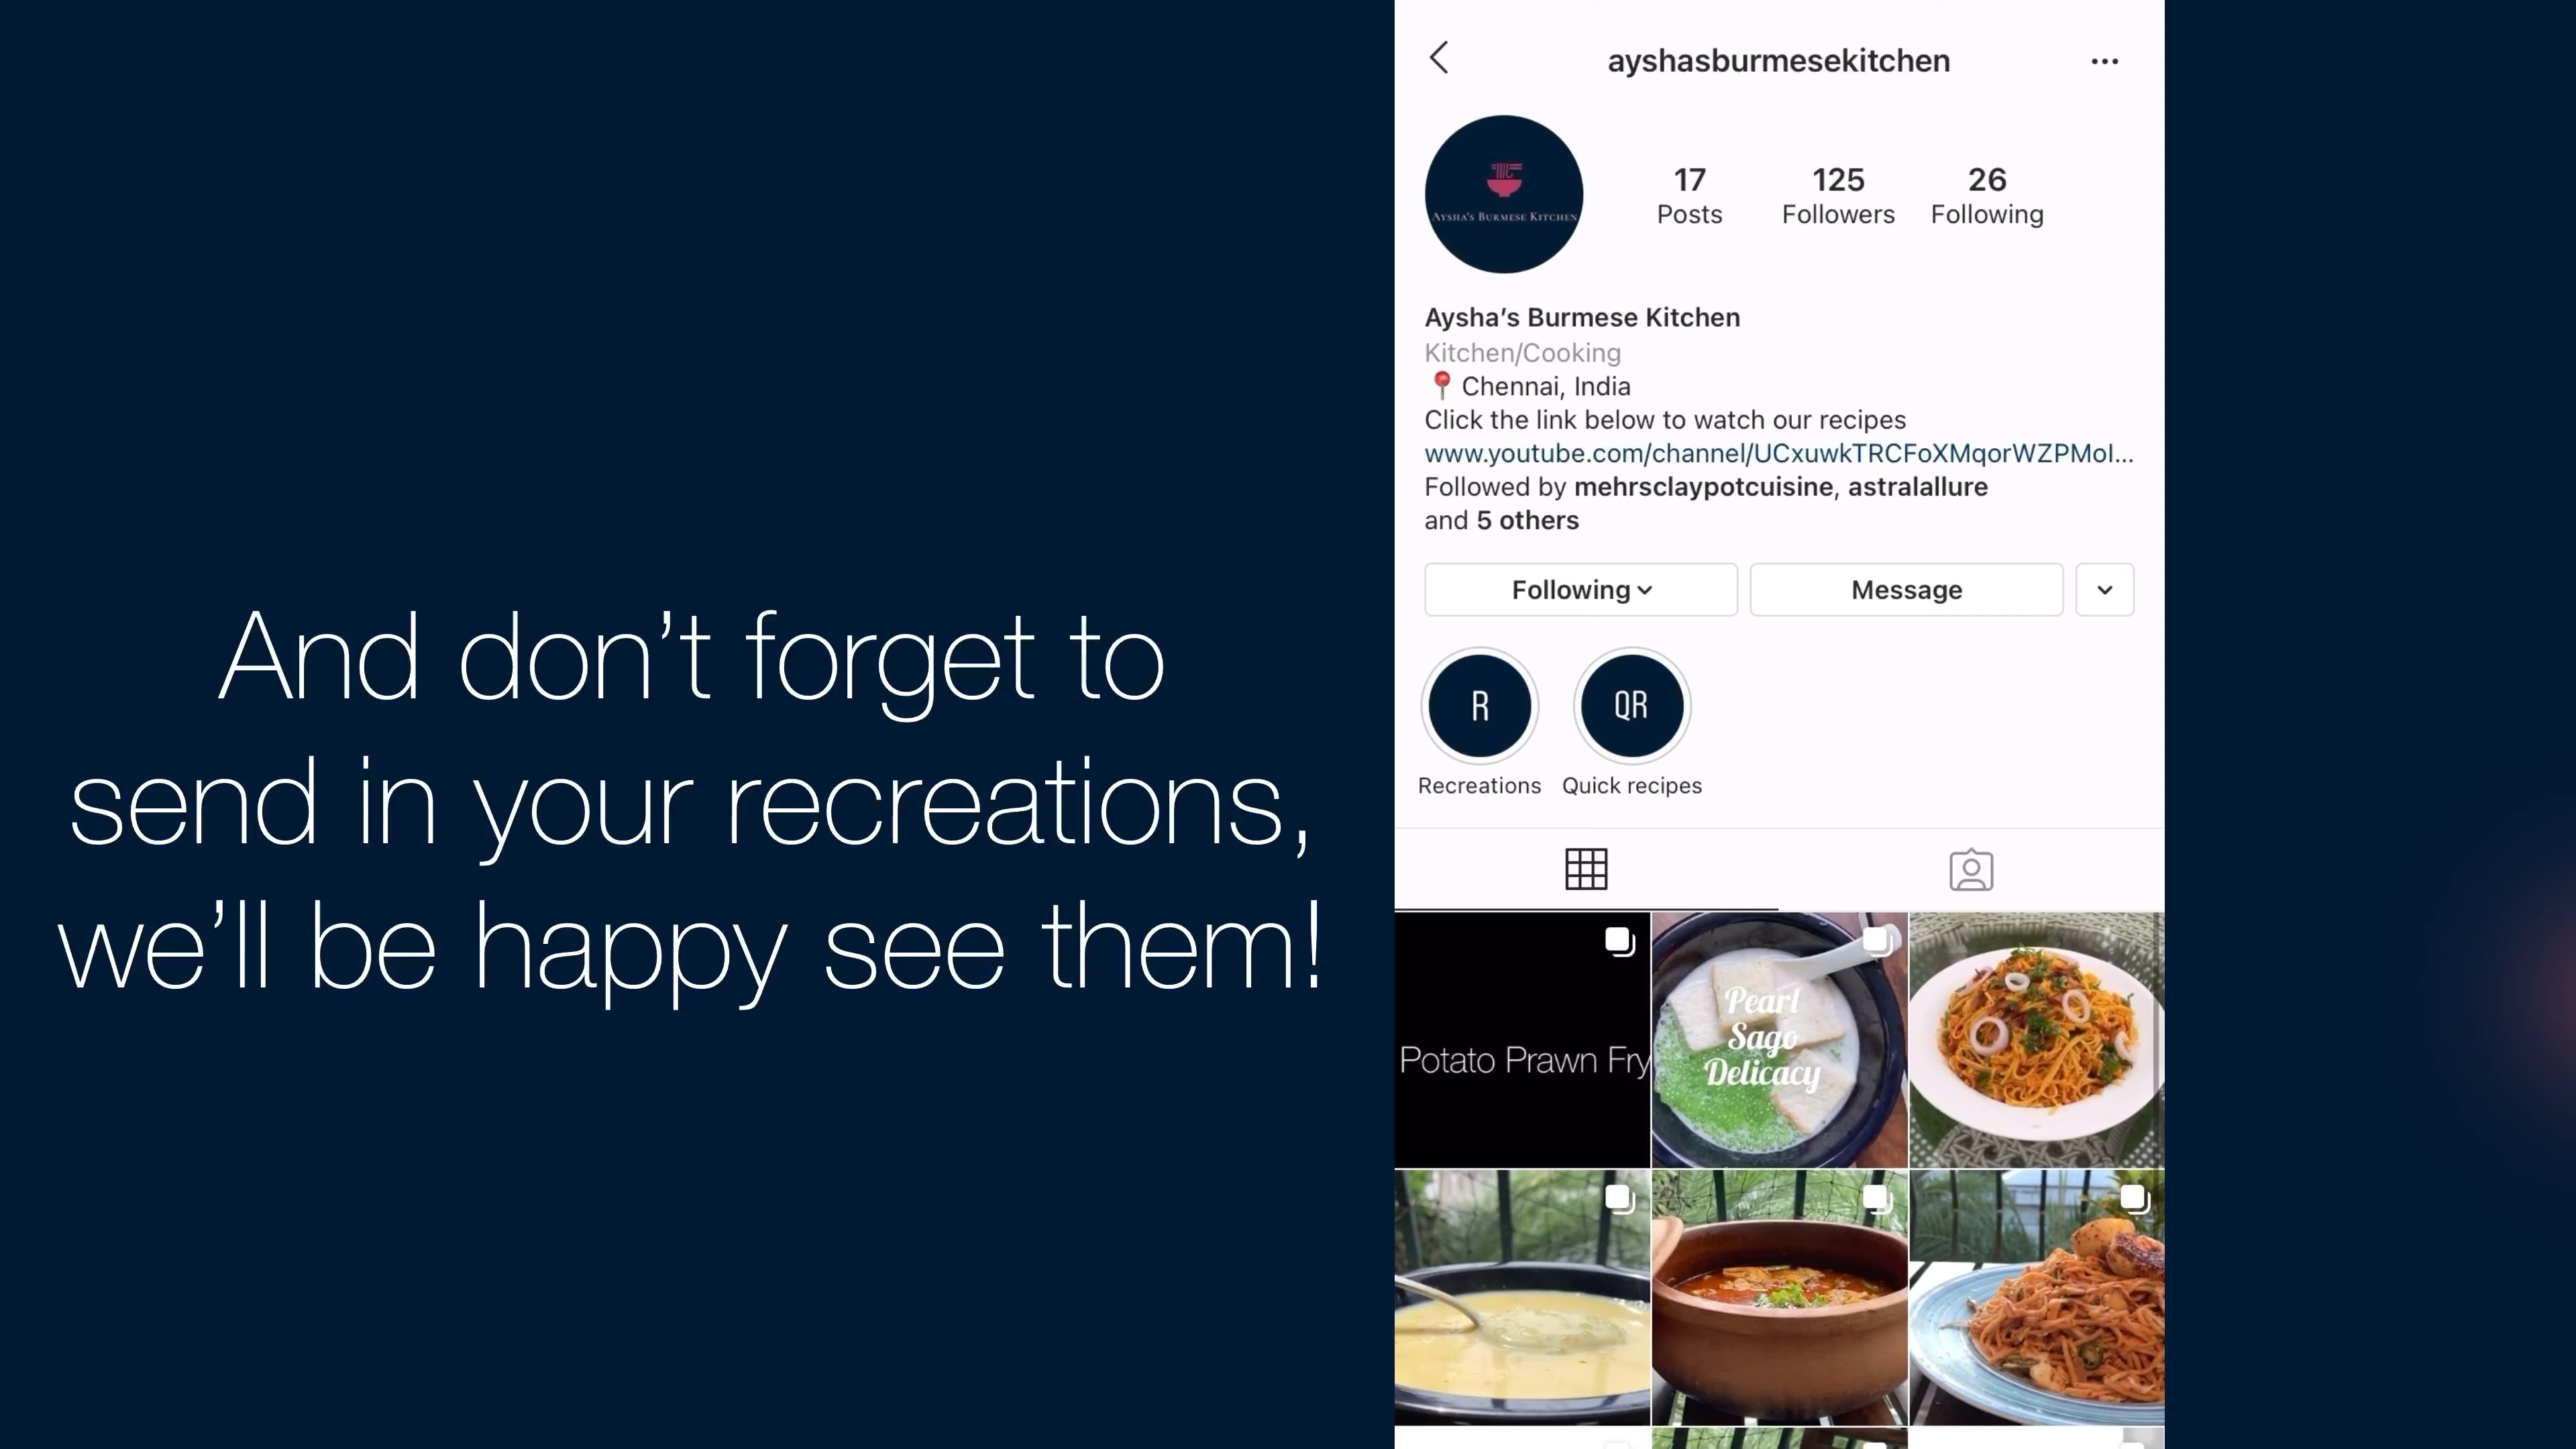 And don’t forget to
send in your recreations,
we’ll be happy see them!
ayshasburmesekitchen
AYSHA'S BURMESE KITCHEN
17
Posts
125
Followers
26
Following
Aysha’s Burmese Kitchen
Kitchen/Cooking
Chennai, India
Click the link below to watch our recipes
www.youtube.com/channel/UCxuwkTRCFoXMqorWZPMol...
Followed by mehrsclaypotcuisine, astralallure
and 5 others
Following
Message
R
QR
Recreations
Quick recipes
Potato Prawn Fry
Pearl
Sago
Delicacy